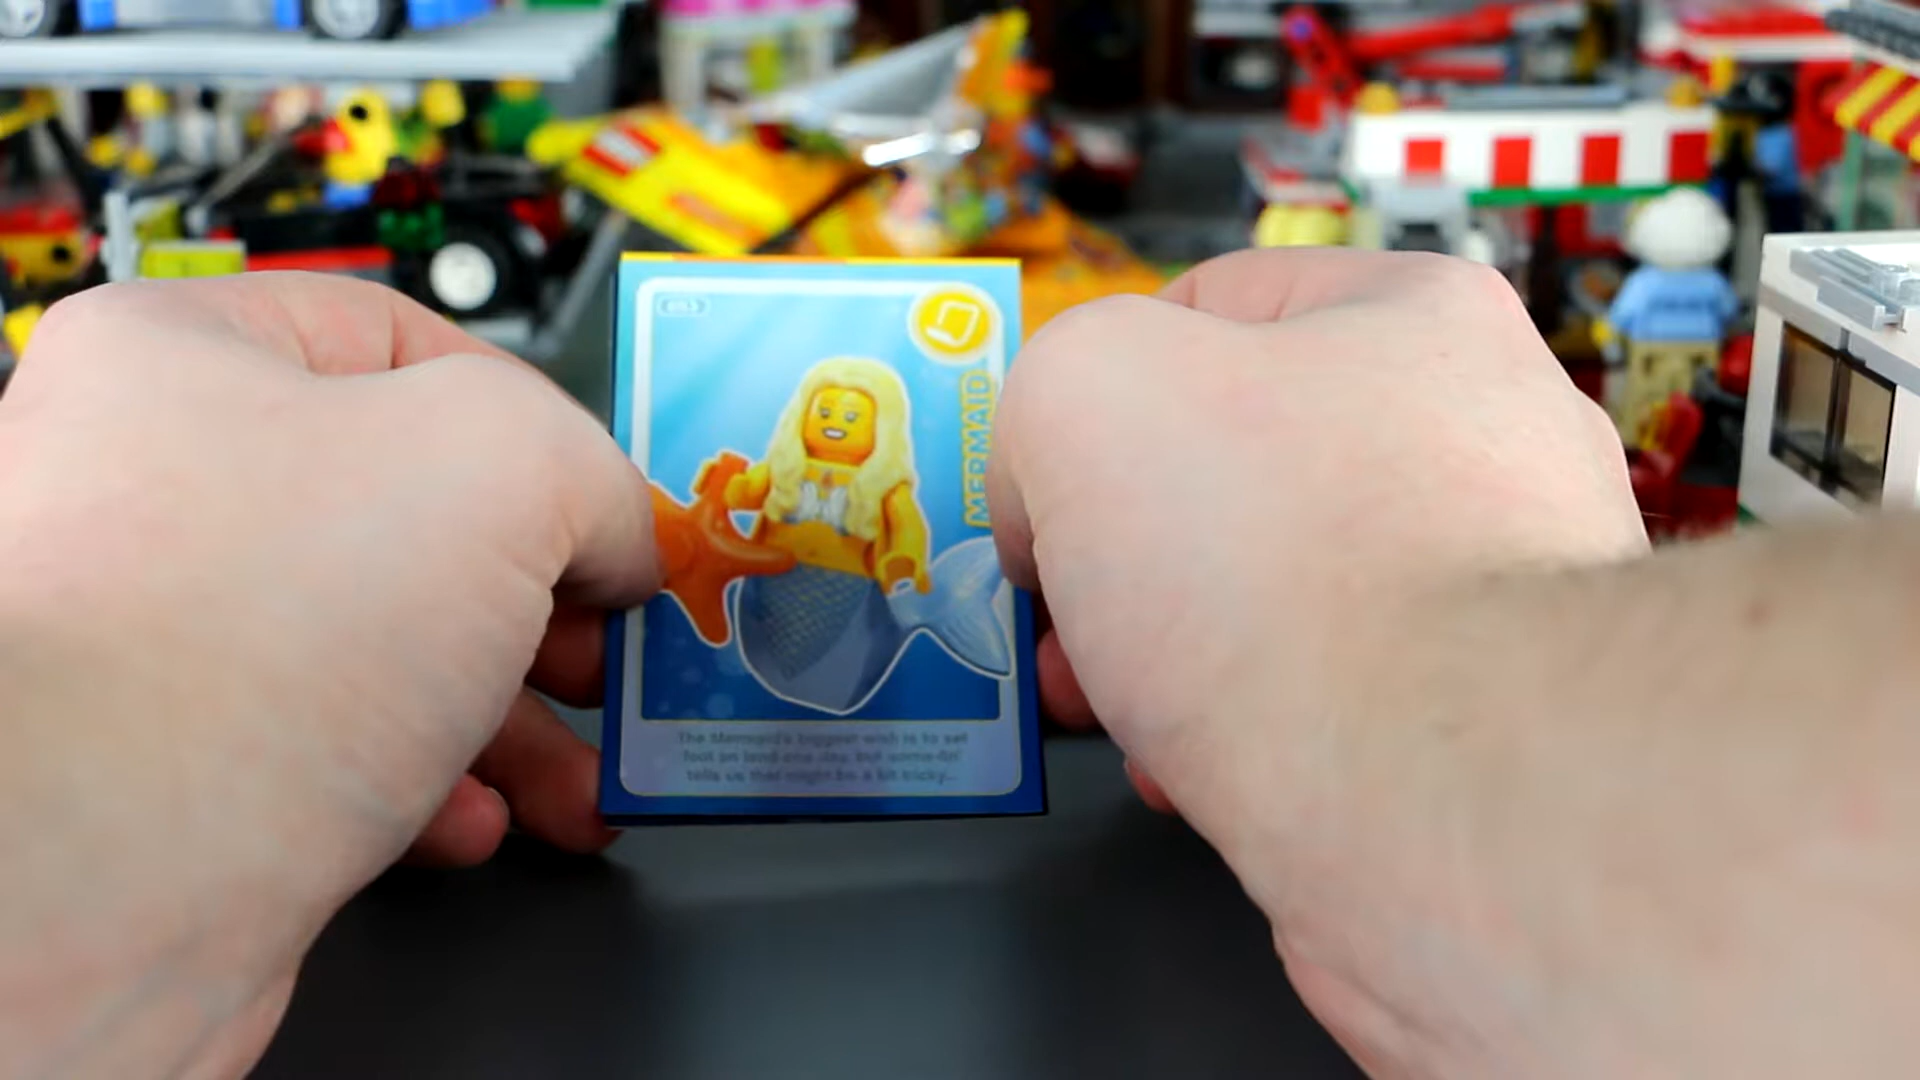 MERMAID
The Mermaid's biggest wish is to set
foot on land one day, but some-fin'
tells us that might be a bit tricky...